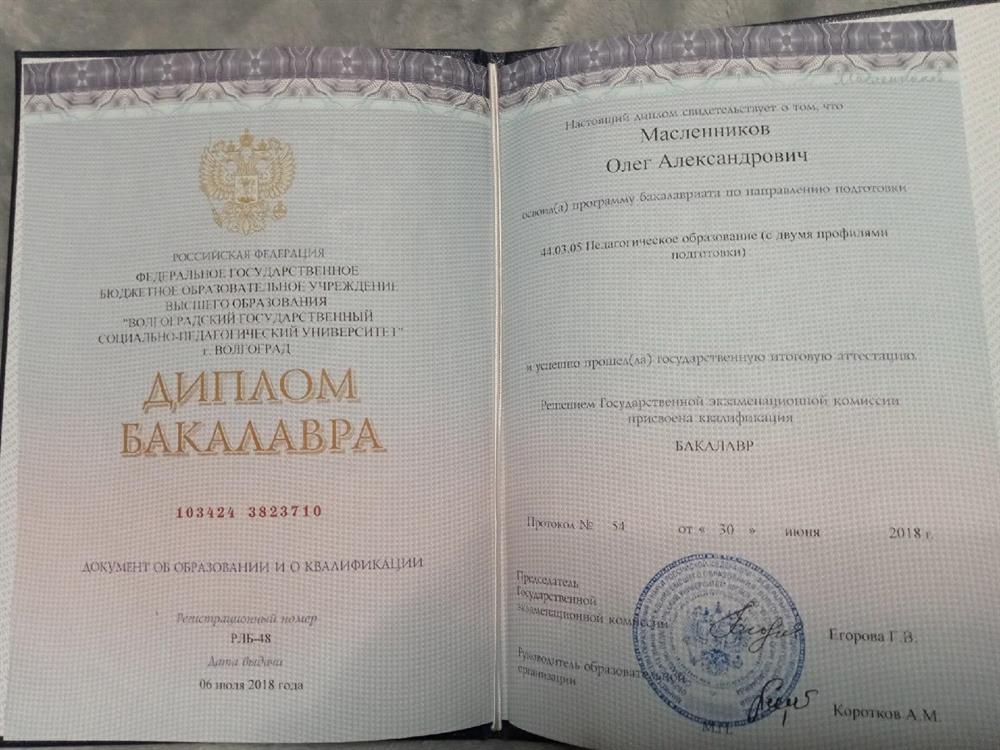 РОССИЙСКАЯ ФЕДЕРАЦИЯ
ФЕДЕРАЛЬНОЕ ГОСУДАРСТВЕННОЕ
БЮДЖЕТНОЕ ОБРАЗОВАТЕЛЬНОЕ УЧРЕЖДЕНИЕ
ВЫСШЕГО ОБРАЗОВАНИЯ
"ВОЛГОГРАДСКИЙ ГОСУДАРСТВЕННЫЙ
СОЦИАЛЬНО-ПЕДАГОГИЧЕСКИЙ УНИВЕРСИТЕТ"
г. ВОЛГОГРАД
ДИПЛОМ
БАКАЛАВРА
103424 3823710
ДОКУМЕНТ ОБ ОБРАЗОВАНИИ И О КВАЛИФИКАЦИИ
Регистрационный номер
РЛБ-48
Дата выдачи
06 июля 2018 года
Масленников
Настоящий диплом свидетельствует о том, что
Масленников
Олег Александрович
освоил(а) программу бакалавриата по направлению подготовки
44.03.05 Педагогическое образование (с двумя профилями
подготовки)
и успешно прошел(ла) государственную итоговую аттестацию.
Решением Государственной экзаменационной комиссии
присвоена квалификация
БАКАЛАВР
Протокол № 54 от « 30 » июня 2018 г.
Председатель
Государственной
экзаменационной комиссии
Егорова Г.В.
Руководитель образовательной
организации
Коротков А.М.
М.П.